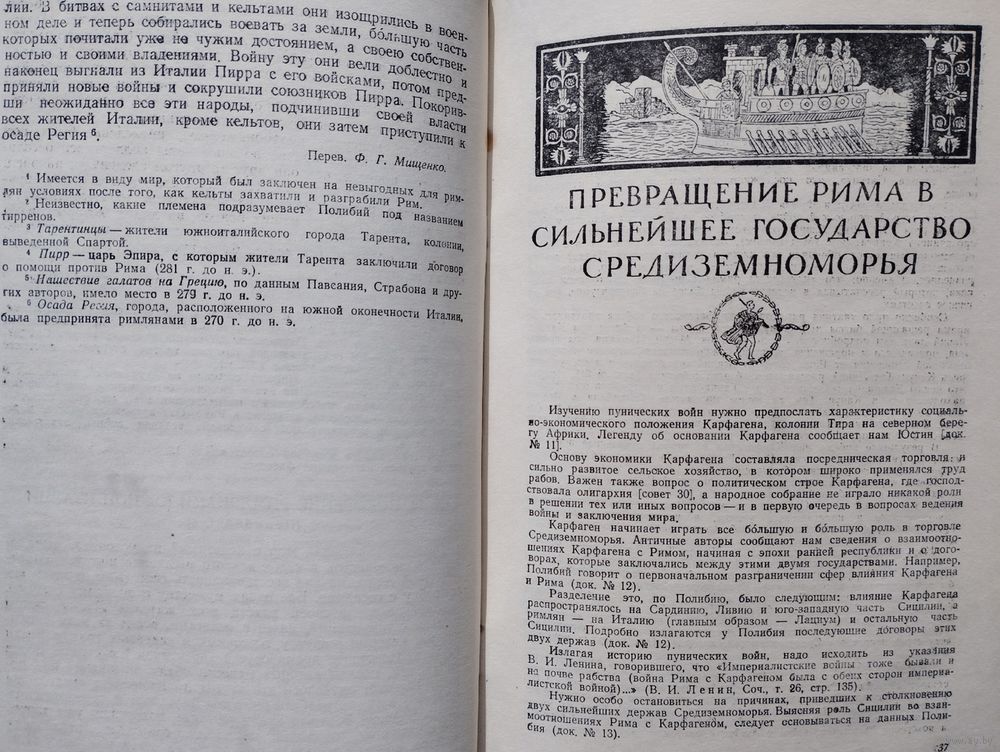 лии. В битвах с самнитами и кельтами они изощрились в воен-
ном деле и теперь собирались воевать за земли, бо́льшую часть
которых почитали уже не чужим достоянием, а своею собствен-
ностью и своими владениями. Войну эту они вели доблестно и
наконец выгнали из Италии Пирра с его войсками, потом пред-
приняли новые войны и сокрушили союзников Пирра. Покорив-
ши неожиданно все эти народы, подчинивши своей власти
всех жителей Италии, кроме кельтов, они затем приступили к
осаде Регия ⁶.
Перев. Ф. Г. Мищенко.
¹ Имеется в виду мир, который был заключен на невыгодных для рим-
лян условиях после того, как кельты захватили и разграбили Рим.
² Неизвестно, какие племена подразумевает Полибий под названием
тирренов.
³ Тарентинцы — жители южноиталийского города Тарента, колонии,
выведенной Спартой.
⁴ Пирр — царь Эпира, с которым жители Тарента заключили договор
о помощи против Рима (281 г. до н. э.).
⁵ Нашествие галатов на Грецию, по данным Павсания, Страбона и дру-
гих авторов, имело место в 279 г. до н. э.
⁶ Осада Регия, города, расположенного на южной оконечности Италии,
была предпринята римлянами в 270 г. до н. э.
ПРЕВРАЩЕНИЕ РИМА В
СИЛЬНЕЙШЕЕ ГОСУДАРСТВО
СРЕДИЗЕМНОМОРЬЯ
Изучению пунических войн нужно предпослать характеристику социаль-
но-экономического положения Карфагена, колонии Тира на северном бере-
гу Африки. Легенду об основании Карфагена сообщает нам Юстин [док.
№ 11].
Основу экономики Карфагена составляла посредническая торговля и
сильно развитое сельское хозяйство, в котором широко применялся труд
рабов. Важен также вопрос о политическом строе Карфагена, где господ-
ствовала олигархия [совет 30], а народное собрание не играло никакой роли
в решении тех или иных вопросов — и в первую очередь в вопросах ведения
войны и заключения мира.
Карфаген начинает играть все бо́льшую и бо́льшую роль в торговле
Средиземноморья. Античные авторы сообщают нам сведения о взаимоотно-
шениях Карфагена с Римом, начиная с эпохи ранней республики и о дого-
ворах, которые заключались между этими двумя государствами. Например,
Полибий говорит о первоначальном разграничении сфер влияния Карфагена
и Рима (док. № 12).
Разделение это, по Полибию, было следующим: влияние Карфагена
распространялось на Сардинию, Ливию и юго-западную часть Сицилии, а
римлян — на Италию (главным образом — Лациум) и остальную часть
Сицилии. Подробно излагаются у Полибия последующие договоры этих
двух держав (док. № 12).
Излагая историю пунических войн, надо исходить из указания
В. И. Ленина, говорившего, что «Империалистские войны тоже бывали и
на почве рабства (война Рима с Карфагеном была с обеих сторон империа-
листской войной)...» (В. И. Ленин, Соч., т. 26, стр. 135).
Нужно особо остановиться на причинах, приведших к столкновению
двух сильнейших держав Средиземноморья. Выясняя роль Сицилии во взаи-
моотношениях Рима с Карфагеном, следует основываться на данных Поли-
бия (док. № 13).
37